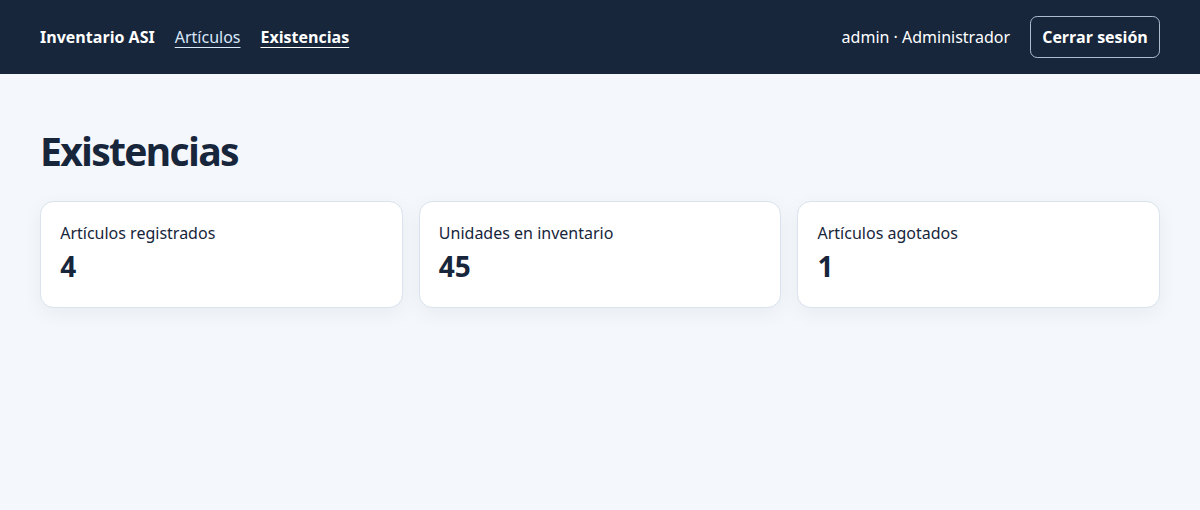 Inventario ASI Artículos Existencias admin · Administrador Cerrar sesión
Existencias
Artículos registrados
4
Unidades en inventario
45
Artículos agotados
1